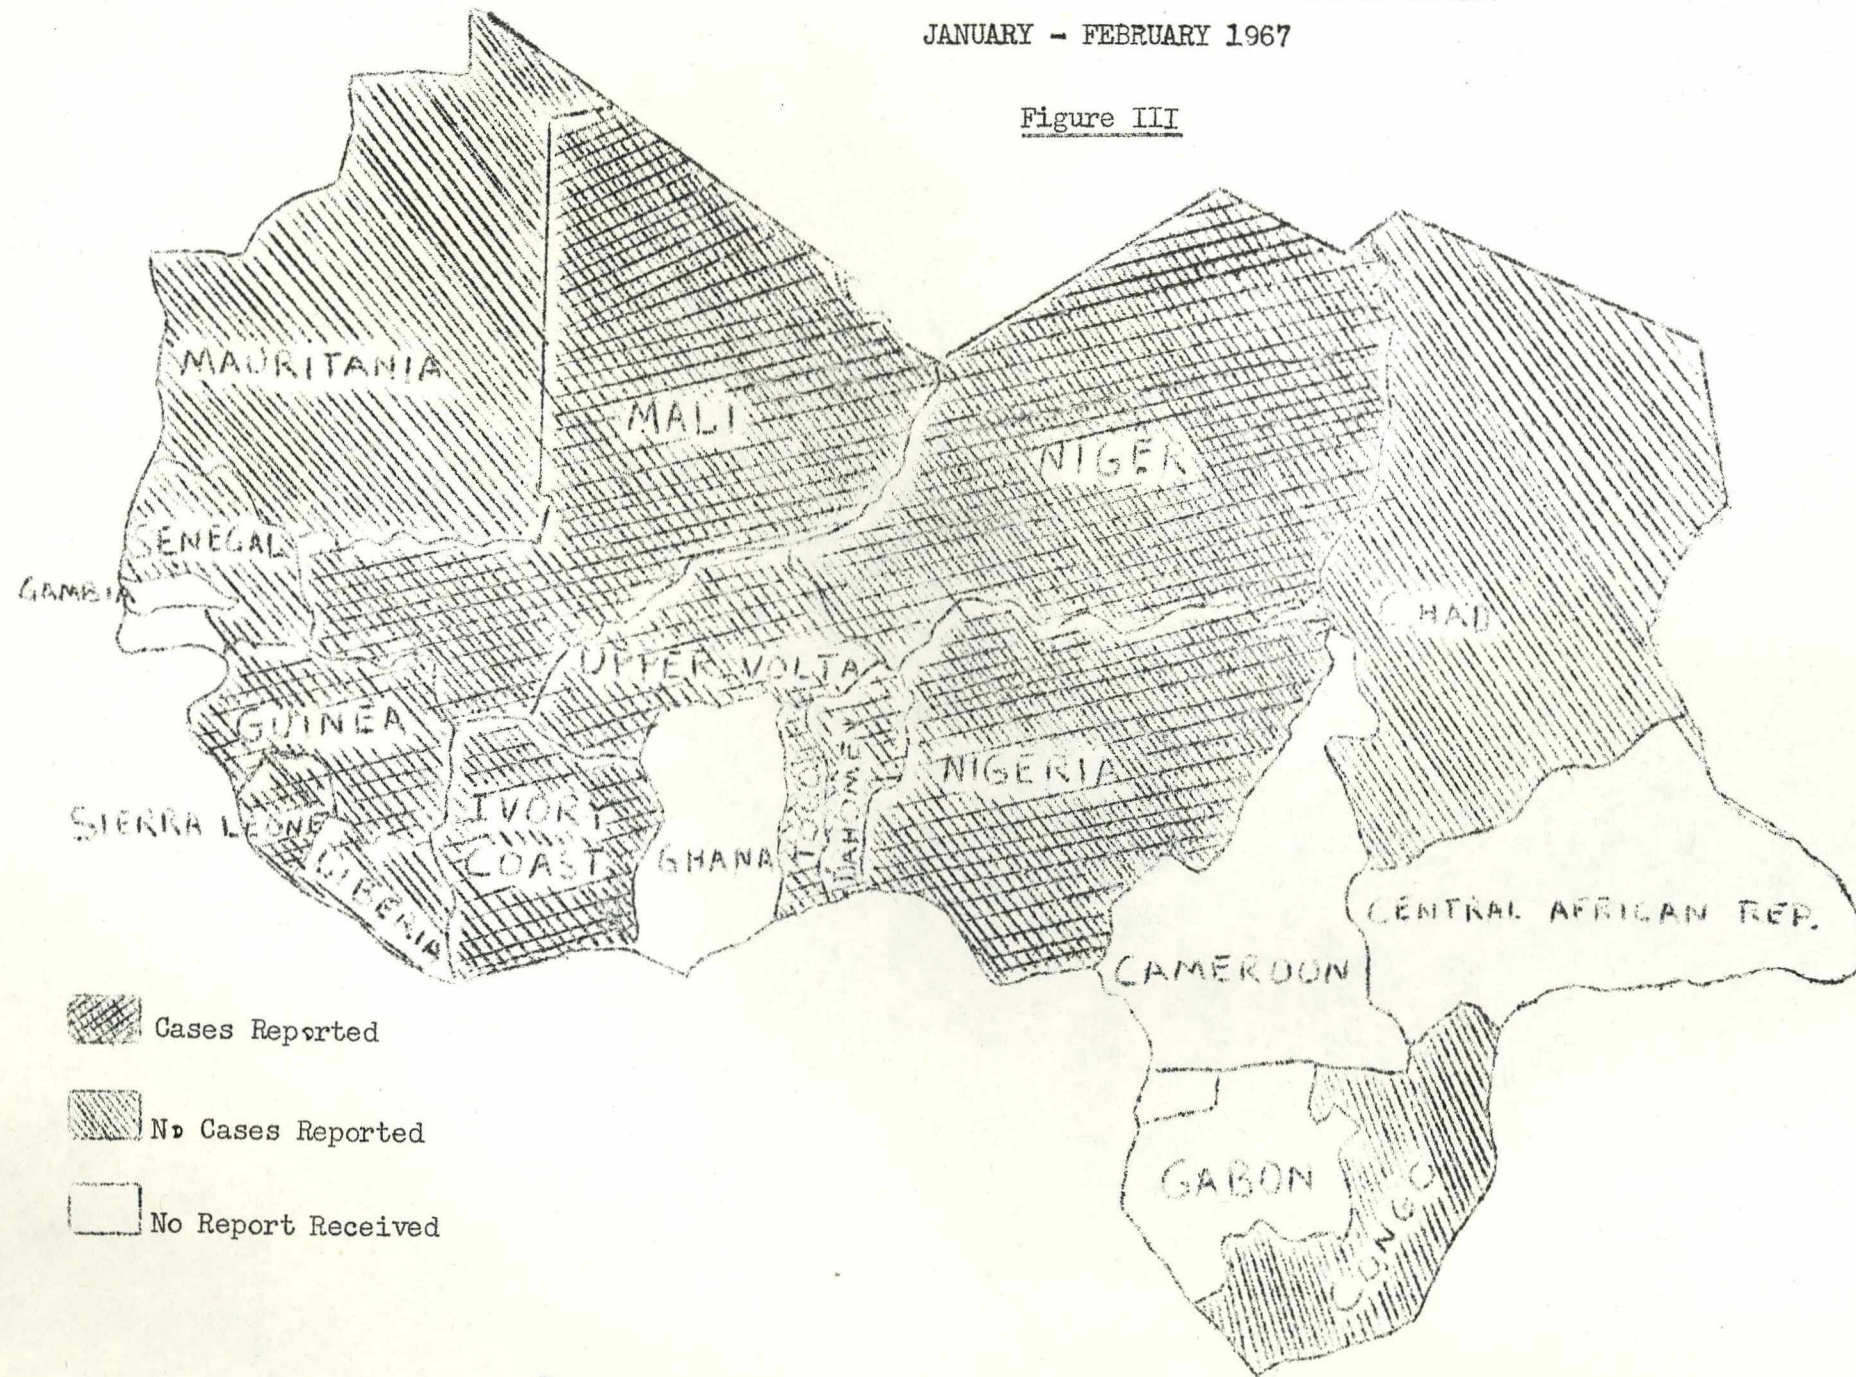 JANUARY - FEBRUARY 1967
Figure III
MAURITANIA
MALI
NIGER
SENEGAL
GAMBIA
CHAD
UPPER VOLTA
GUINEA
NIGERIA
TOGO
DAHOMEY
IVORY
COAST
SIERRA LEONE
GHANA
LIBERIA
CENTRAL AFRICAN REP.
CAMEROON
Cases Reported
No Cases Reported
GABON
CONGO
No Report Received